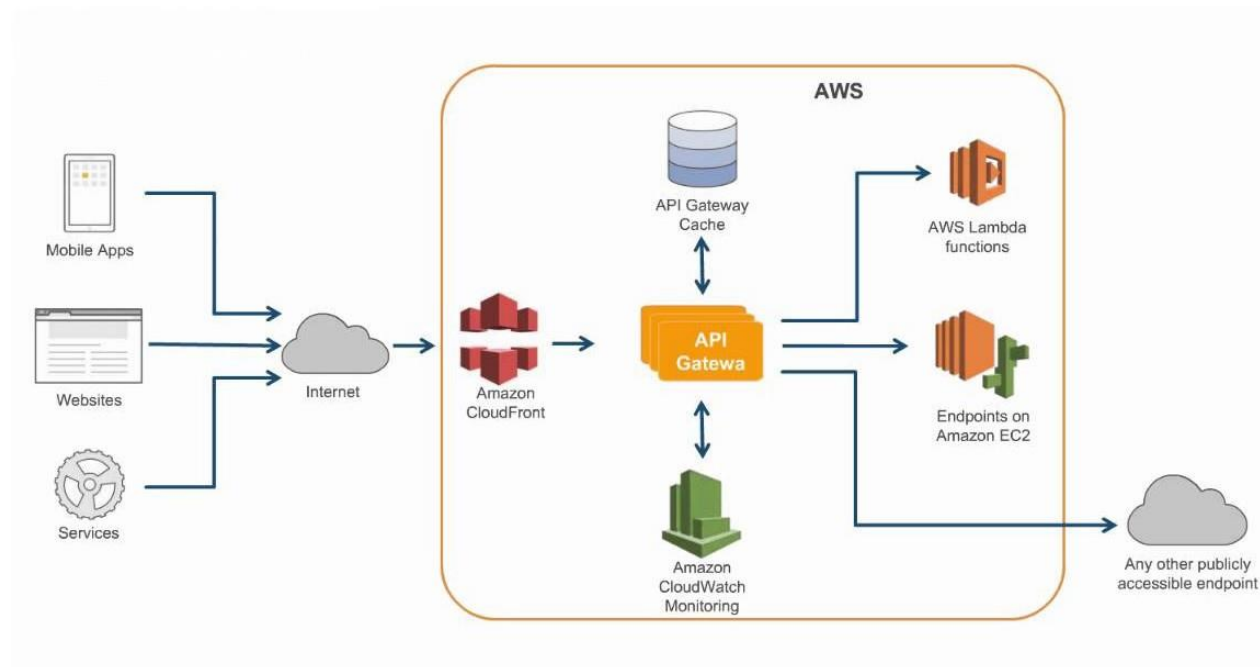 AWS
Mobile Apps
Websites
Services
Internet
Amazon
CloudFront
API Gateway
Cache
API
Gatewa
Amazon
CloudWatch
Monitoring
AWS Lambda
functions
Endpoints on
Amazon EC2
Any other publicly
accessible endpoint